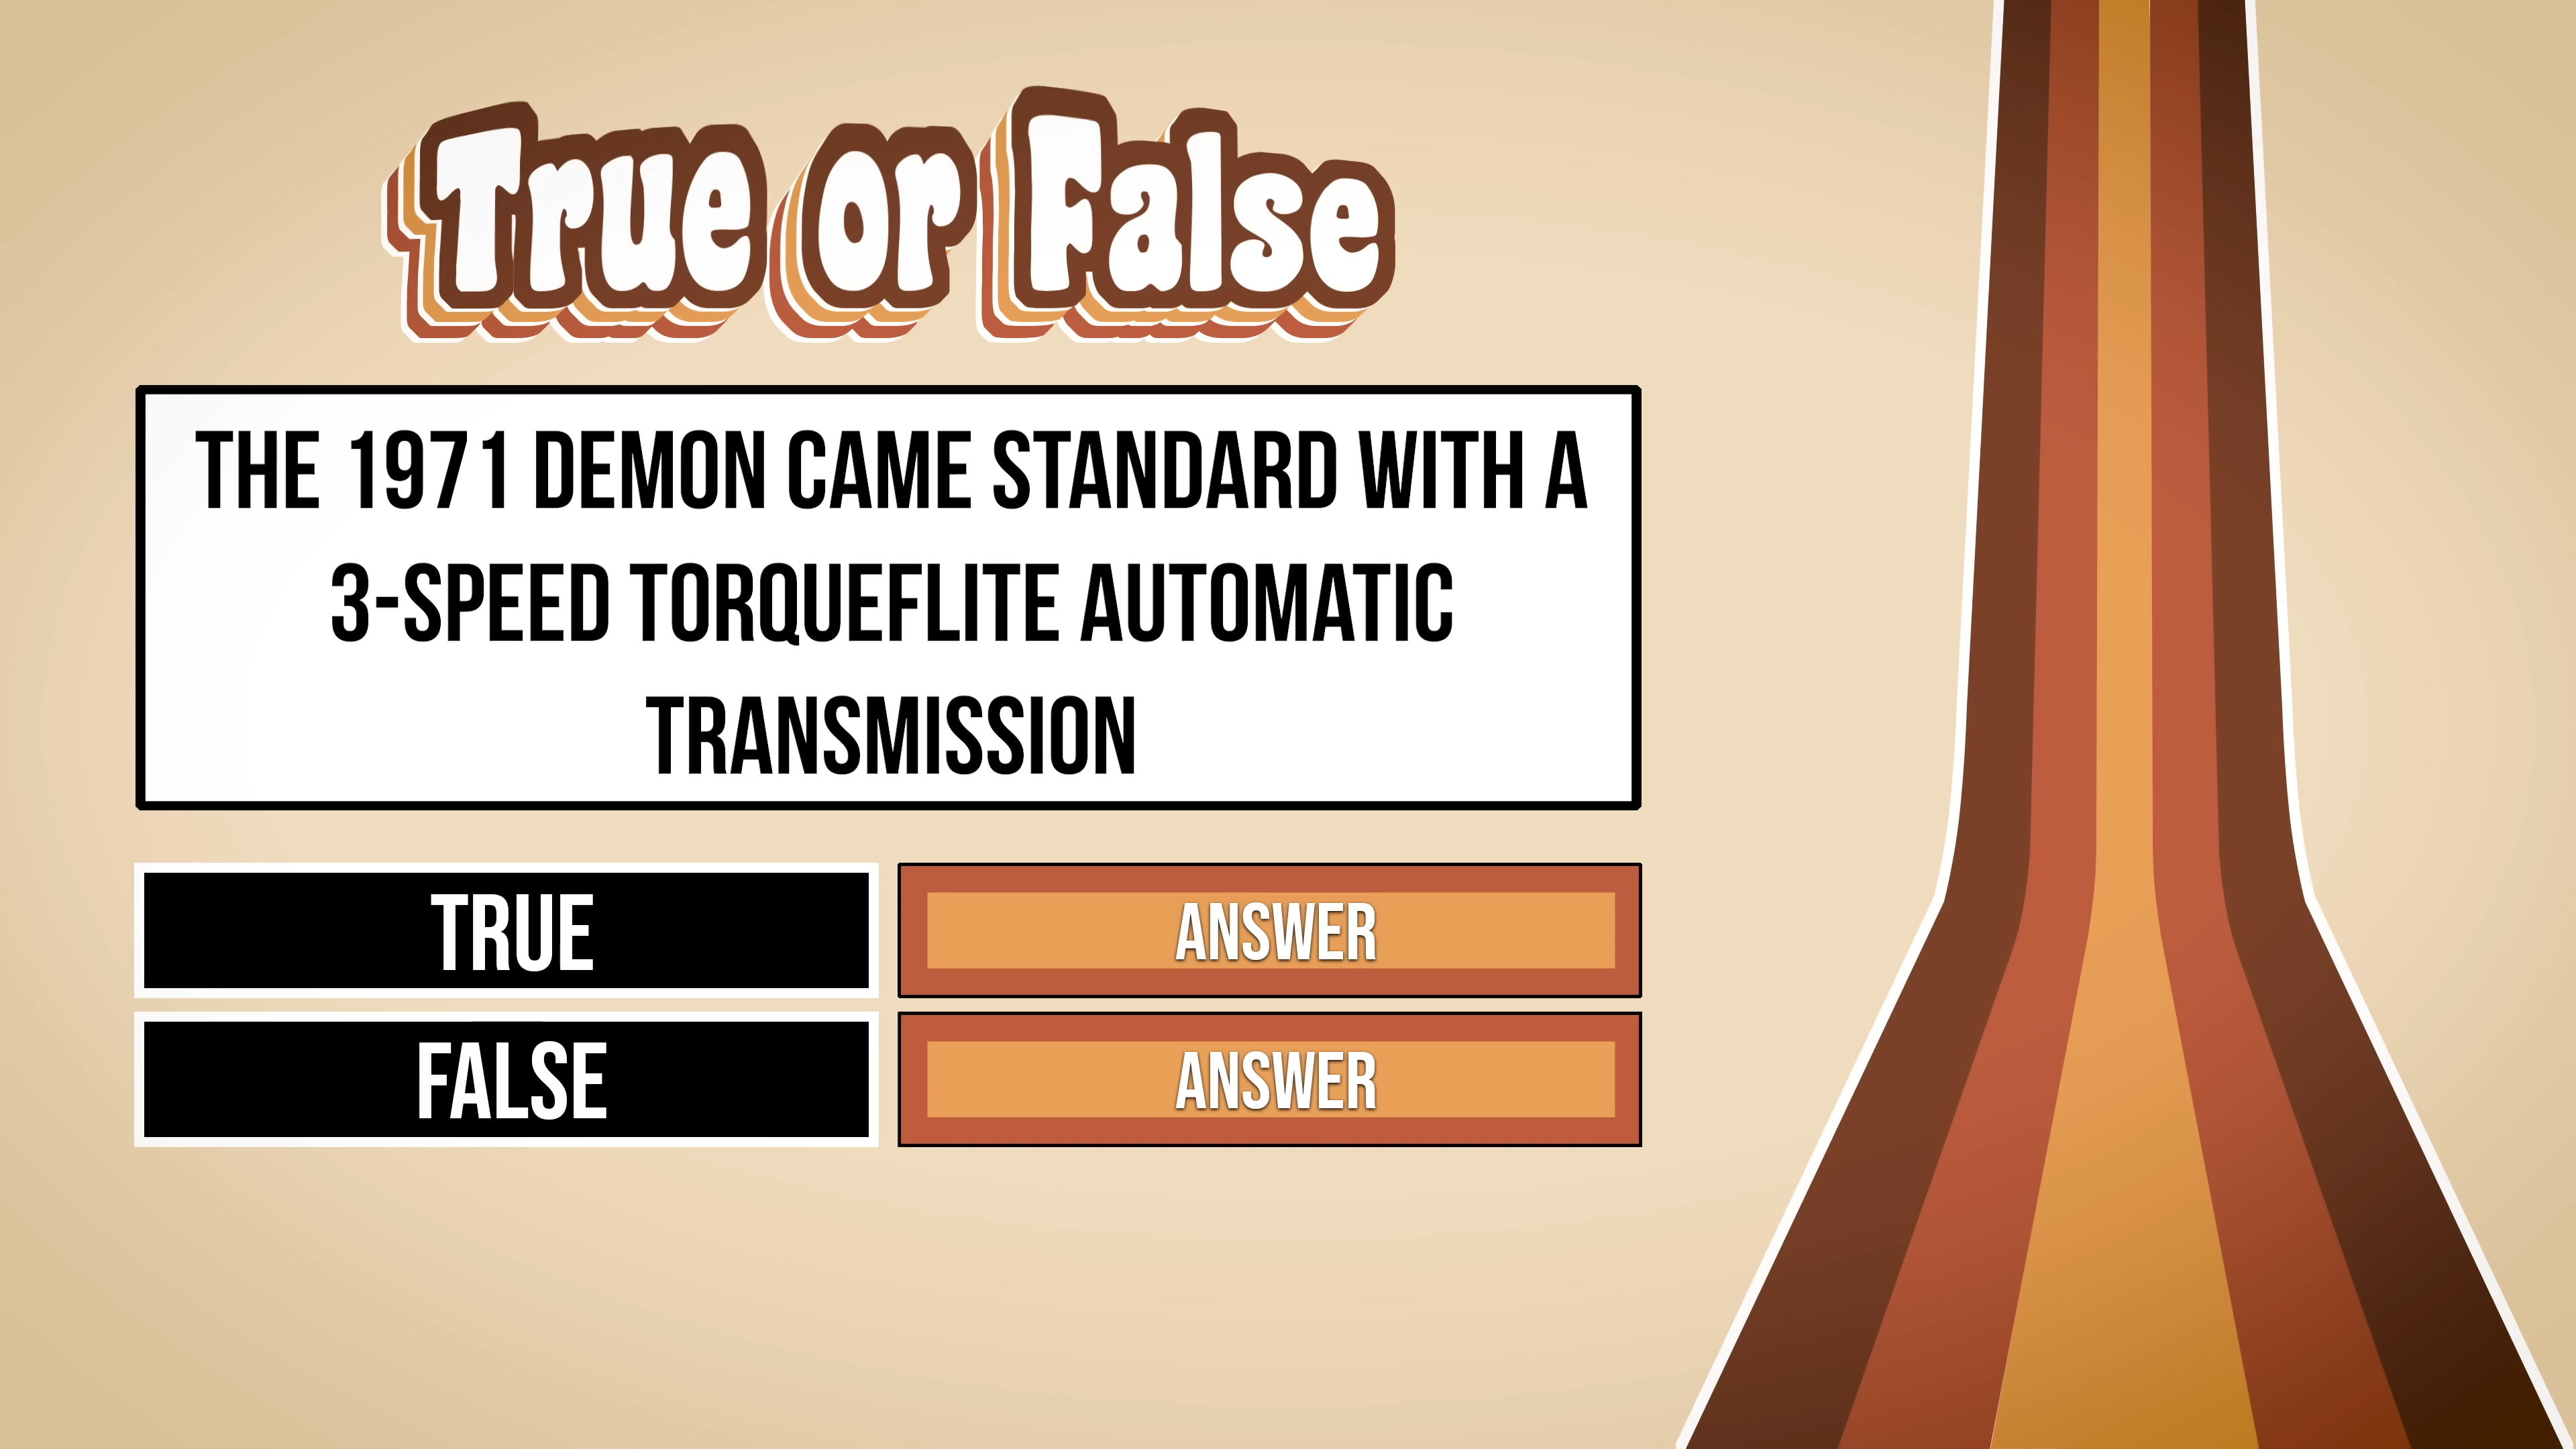 True or False
THE 1971 DEMON CAME STANDARD WITH A
3-SPEED TORQUEFLITE AUTOMATIC
TRANSMISSION
TRUE
ANSWER
FALSE
ANSWER